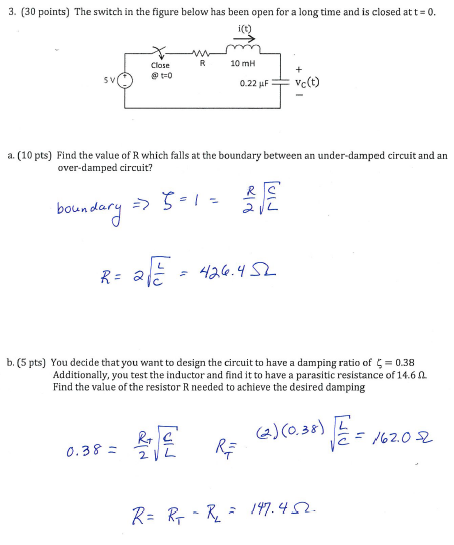 3. (30 points) The switch in the figure below has been open for a long time and is closed at t = 0.
i(t)
Close
@ t=0
R
10 mH
5 V
0.22 µF
+
vc(t)
−
a. (10 pts) Find the value of R which falls at the boundary between an under-damped circuit and an
over-damped circuit?
boundary => ζ = 1 = R/2 √(C/L)
R = 2 √(L/C) = 426.4 Ω
b. (5 pts) You decide that you want to design the circuit to have a damping ratio of ζ = 0.38
Additionally, you test the inductor and find it to have a parasitic resistance of 14.6 Ω.
Find the value of the resistor R needed to achieve the desired damping
0.38 = R_T/2 √(C/L) R_T = (2)(0.38) √(L/C) = 162.0 Ω
R = R_T - R_L = 147.4 Ω.